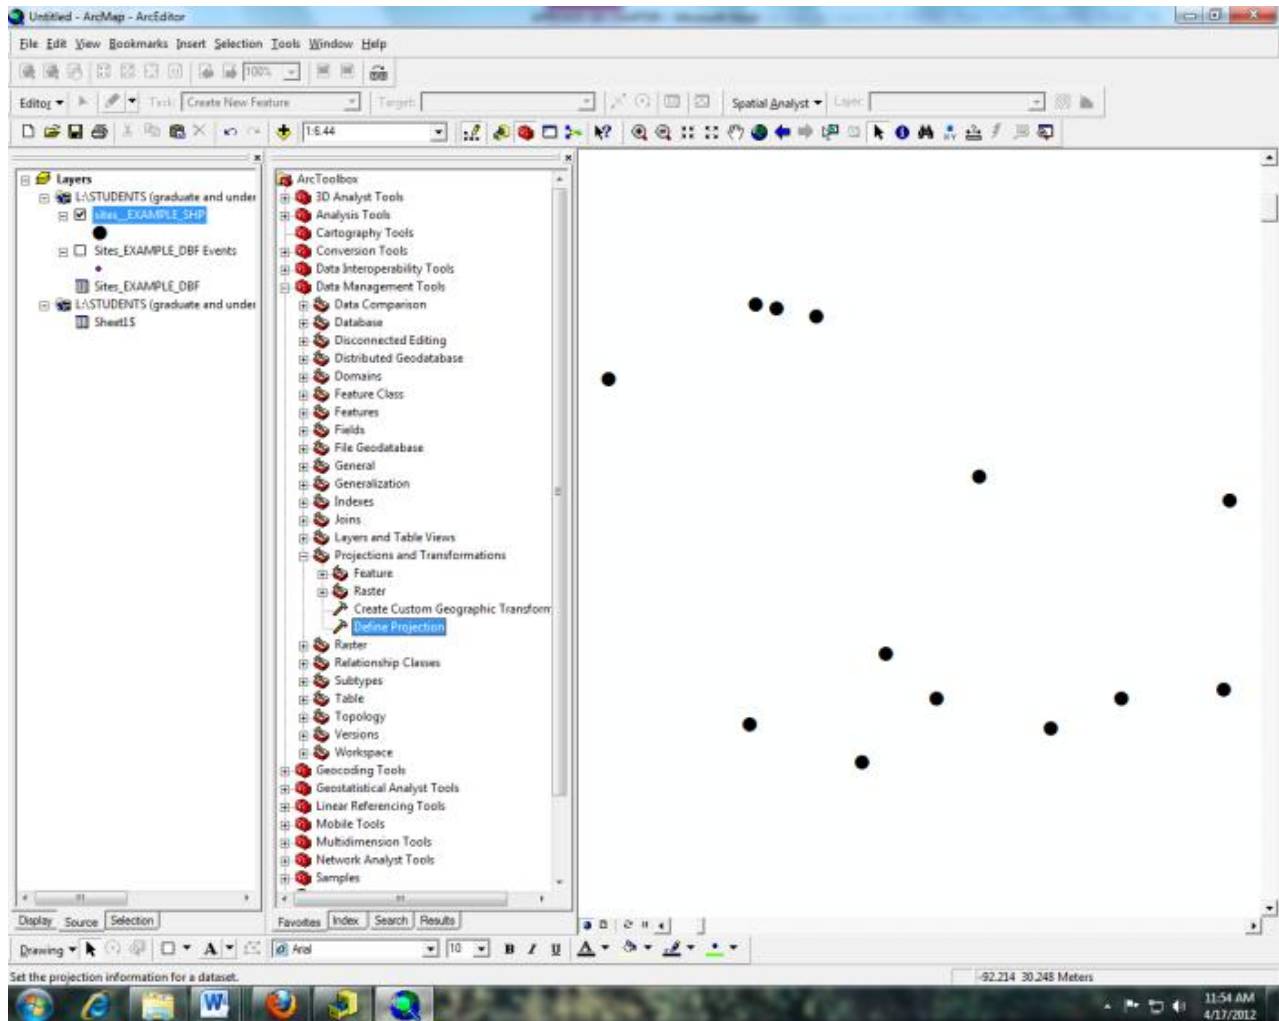 Untitled - ArcMap - ArcEditor
File Edit View Bookmarks Insert Selection Tools Window Help
100%
Editor Task: Create New Feature Target: Spatial Analyst Layer:
1:6.44
Layers
L:\STUDENTS (graduate and under
sites__EXAMPLE_SHP
Sites_EXAMPLE_DBF Events
Sites_EXAMPLE_DBF
L:\STUDENTS (graduate and under
Sheet1$
ArcToolbox
3D Analyst Tools
Analysis Tools
Cartography Tools
Conversion Tools
Data Interoperability Tools
Data Management Tools
Data Comparison
Database
Disconnected Editing
Distributed Geodatabase
Domains
Feature Class
Features
Fields
File Geodatabase
General
Generalization
Indexes
Joins
Layers and Table Views
Projections and Transformations
Feature
Raster
Create Custom Geographic Transform
Define Projection
Raster
Relationship Classes
Subtypes
Table
Topology
Versions
Workspace
Geocoding Tools
Geostatistical Analyst Tools
Linear Referencing Tools
Mobile Tools
Multidimension Tools
Network Analyst Tools
Samples
Display Source Selection
Favorites Index Search Results
Drawing A Arial 10 B I U A
Set the projection information for a dataset.
-92.214 30.248 Meters
11:54 AM
4/17/2012